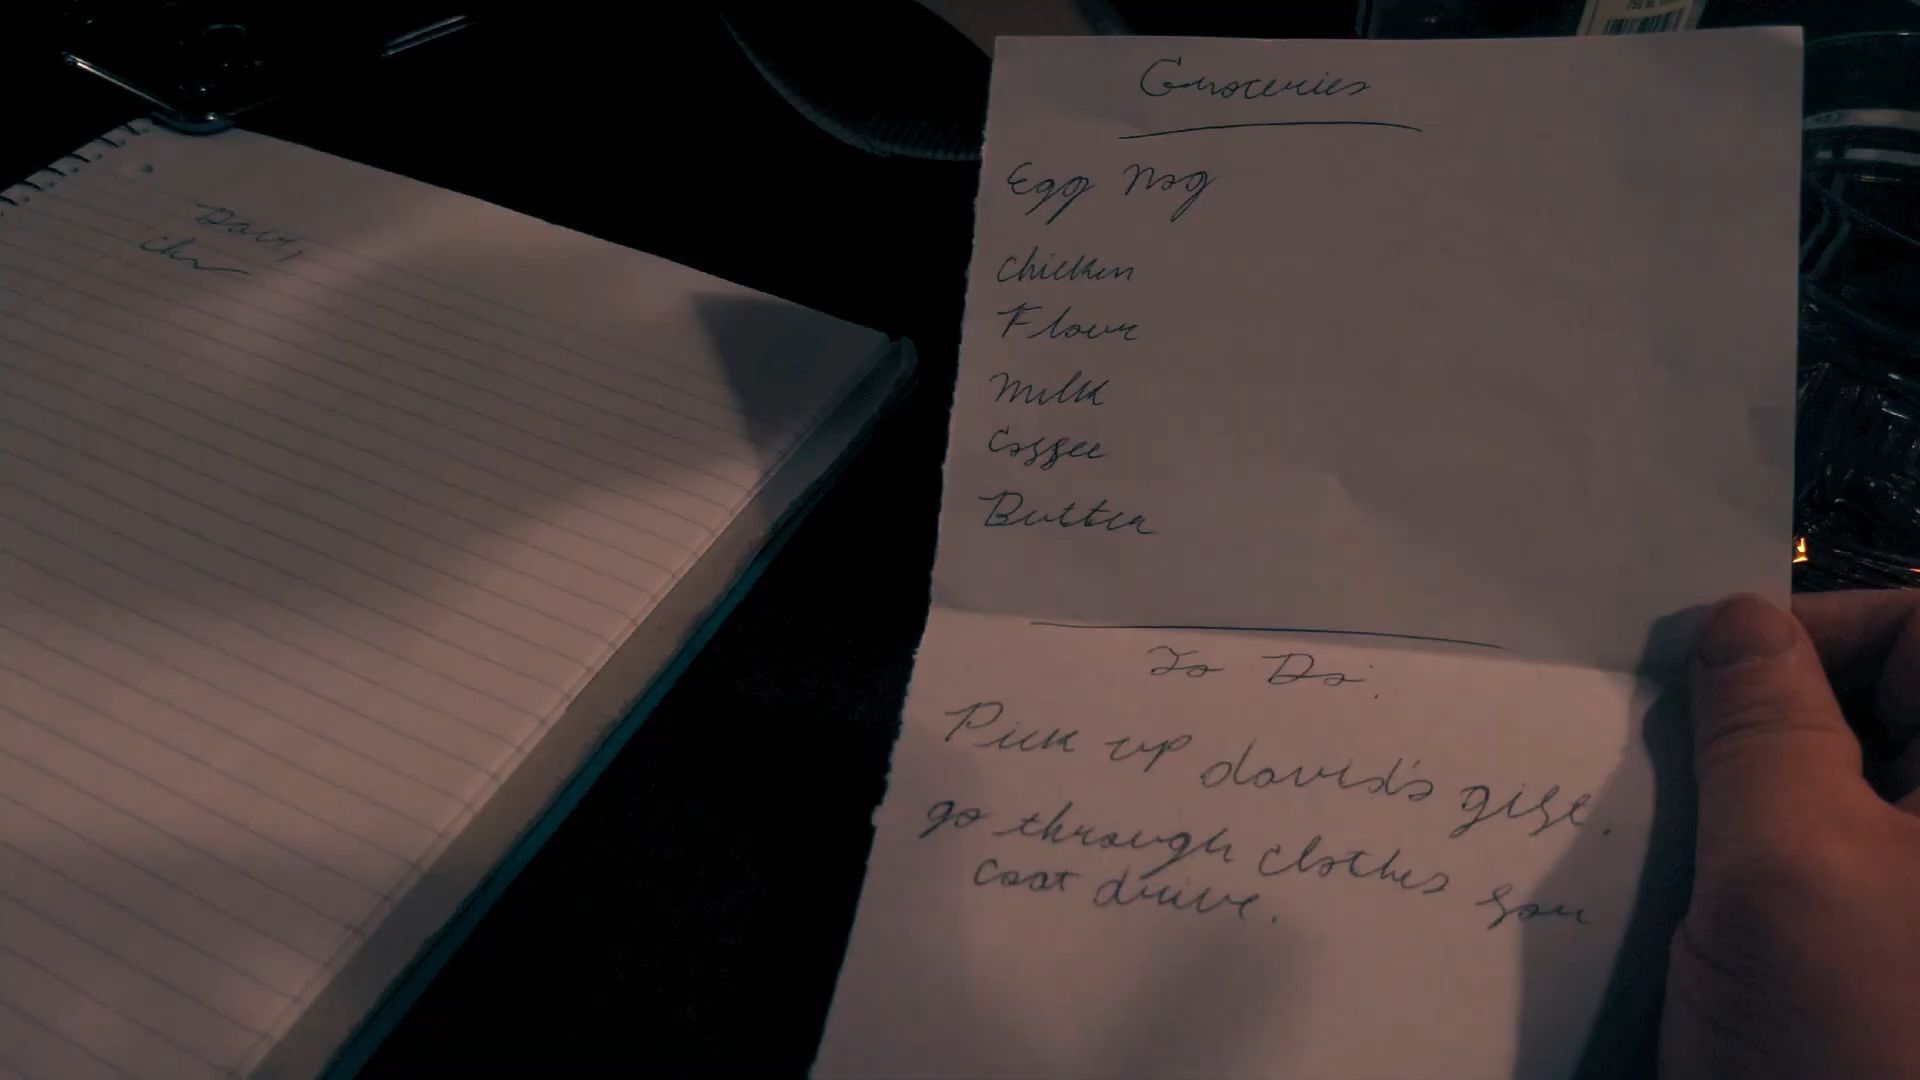 Groceries
Egg Nog
Chicken
Flour
Milk
Coffee
Butter
To Do:
Pick up david's gift.
go through clothes for
coat drive.